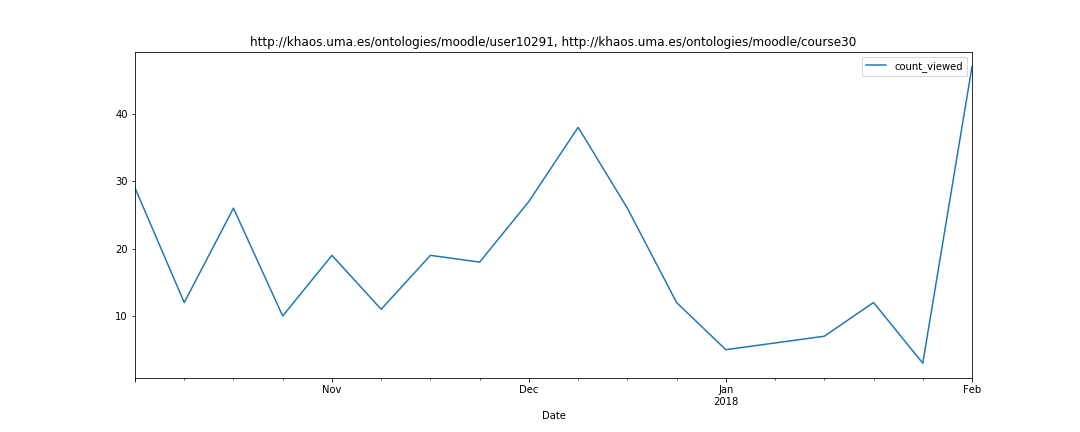 http://khaos.uma.es/ontologies/moodle/user10291, http://khaos.uma.es/ontologies/moodle/course30
count_viewed
40
30
20
10
Nov
Dec
Jan
2018
Feb
Date